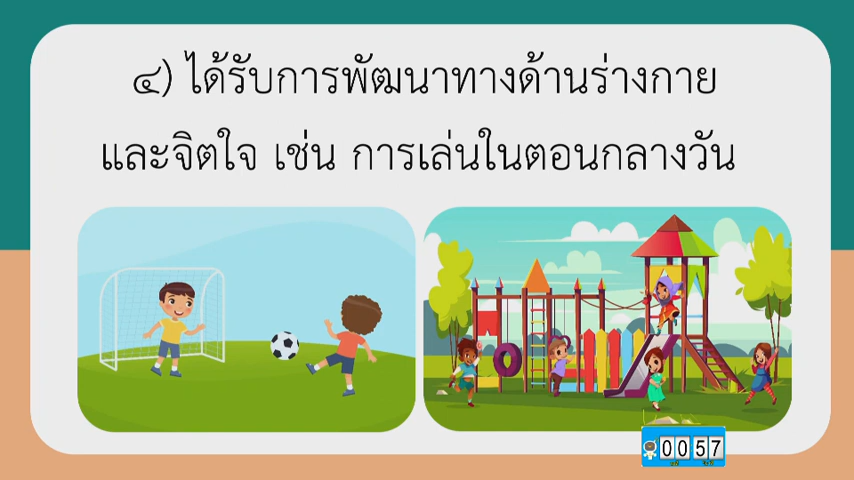 ๔) ได้รับการพัฒนาทางด้านร่างกาย
และจิตใจ เช่น การเล่นในตอนกลางวัน
00 57